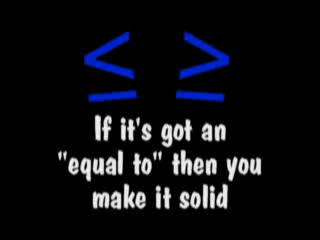 ≤ ≥
If it's got an
"equal to" then you
make it solid